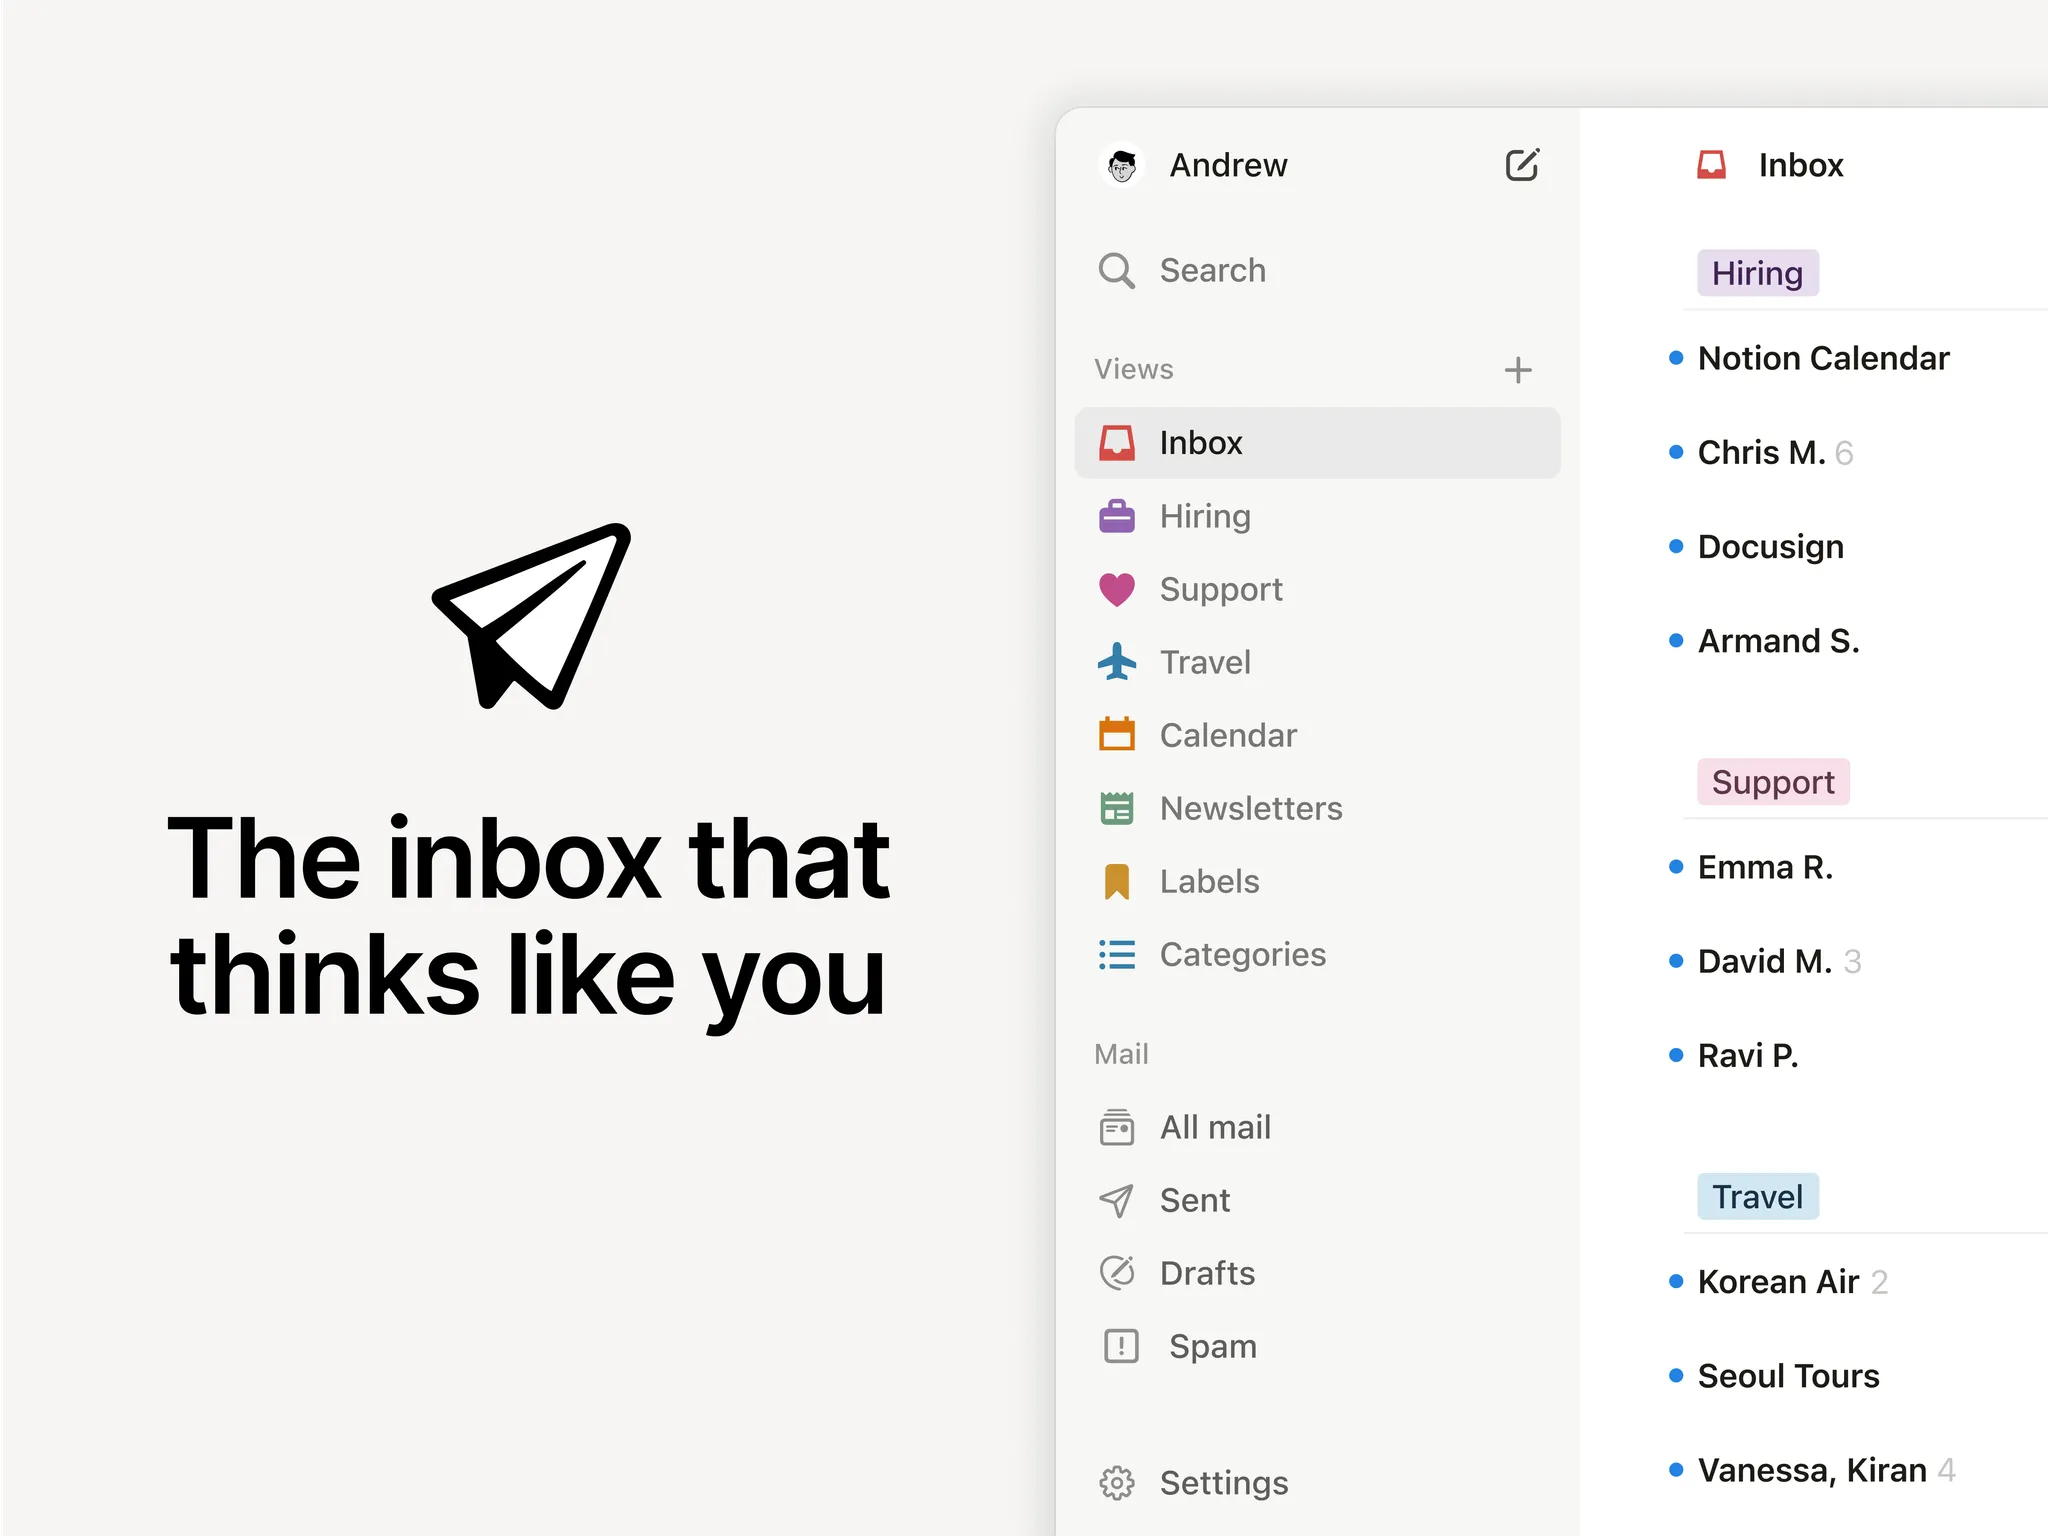 The inbox that
thinks like you
Andrew
Search
Views
Inbox
Hiring
Support
Travel
Calendar
Newsletters
Labels
Categories
Mail
All mail
Sent
Drafts
Spam
Settings
Inbox
Hiring
Notion Calendar
Chris M. 6
Docusign
Armand S.
Support
Emma R.
David M. 3
Ravi P.
Travel
Korean Air 2
Seoul Tours
Vanessa, Kiran 4